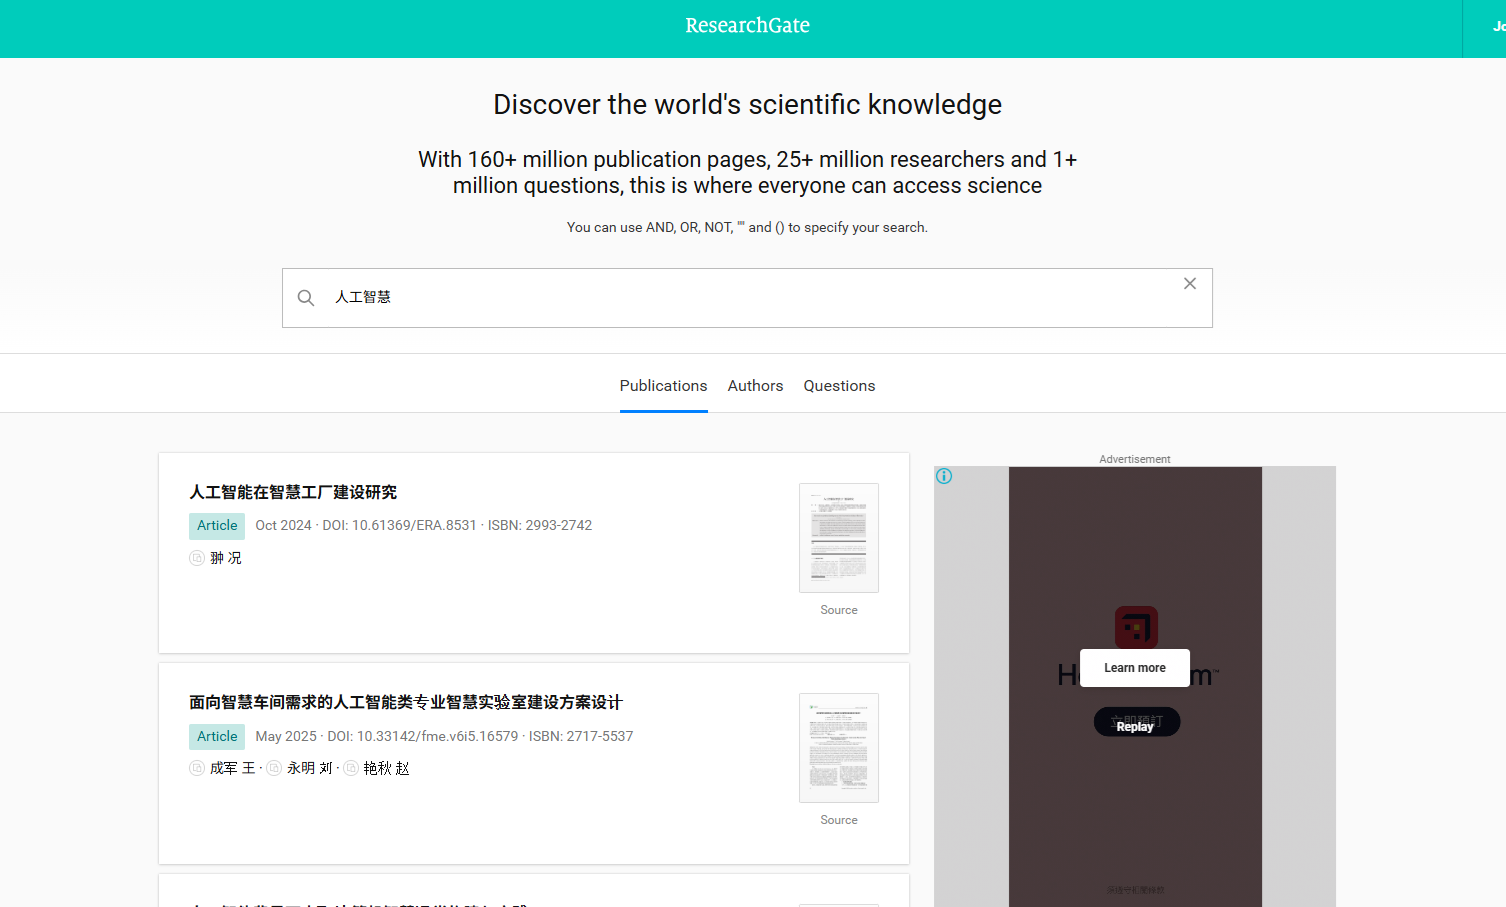 ResearchGate
Jo
Discover the world's scientific knowledge
With 160+ million publication pages, 25+ million researchers and 1+
million questions, this is where everyone can access science
You can use AND, OR, NOT, "" and () to specify your search.
人工智慧
Publications Authors Questions
人工智能在智慧工厂建设研究
Article Oct 2024 · DOI: 10.61369/ERA.8531 · ISBN: 2993-2742
翀 况
Source
面向智慧车间需求的人工智能类专业智慧实验室建设方案设计
Article May 2025 · DOI: 10.33142/fme.v6i5.16579 · ISBN: 2717-5537
成军 王 · 永明 刘 · 艳秋 赵
Source
Advertisement
Learn more
立即預訂
Replay